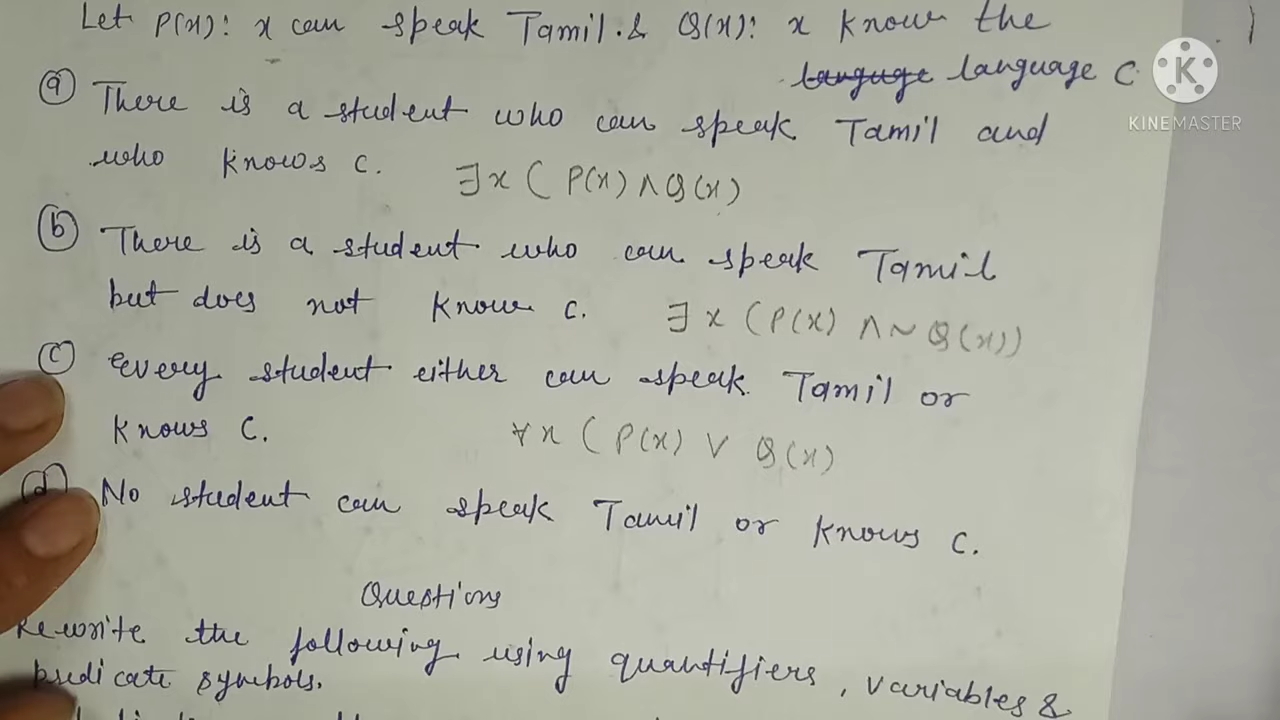 Let P(x): x can speak Tamil. & Q(x): x know the
languge language C
(a) There is a student who can speak Tamil and
who knows C. ∃x ( P(x) ∧ Q(x)
(b) There is a student who can speak Tamil
but does not know C. ∃x (P(x) ∧ ~ Q(x))
(c) Every student either can speak Tamil or
knows C. ∀x ( P(x) ∨ Q(x)
(d) No student can speak Tamil or knows C.
Questions
Rewrite the following using quantifiers, variables &
predicate symbols.
K
KINEMASTER